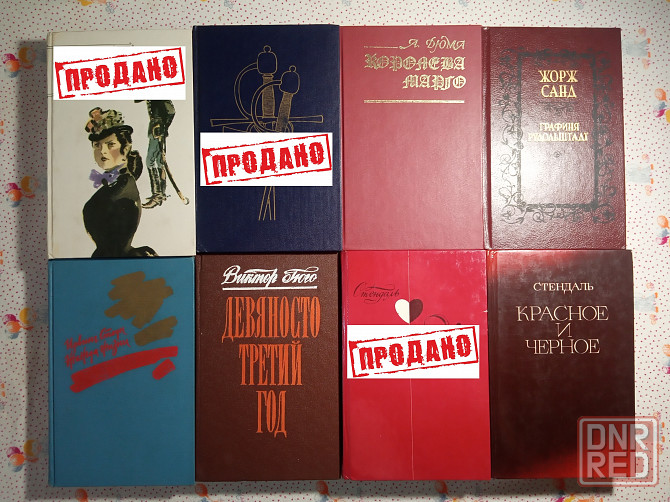 ПРОДАНО
ПРОДАНО
А. Дюма
КОРОЛЕВА
МАРГО
ЖОРЖ
САНД
ГРАФИНЯ
РУДОЛЬШТАДТ
Виктор Гюго
ДЕВЯНОСТО
ТРЕТИЙ
ГОД
Стендаль
ПРОДАНО
СТЕНДАЛЬ
КРАСНОЕ
И
ЧЕРНОЕ
DNR
RED